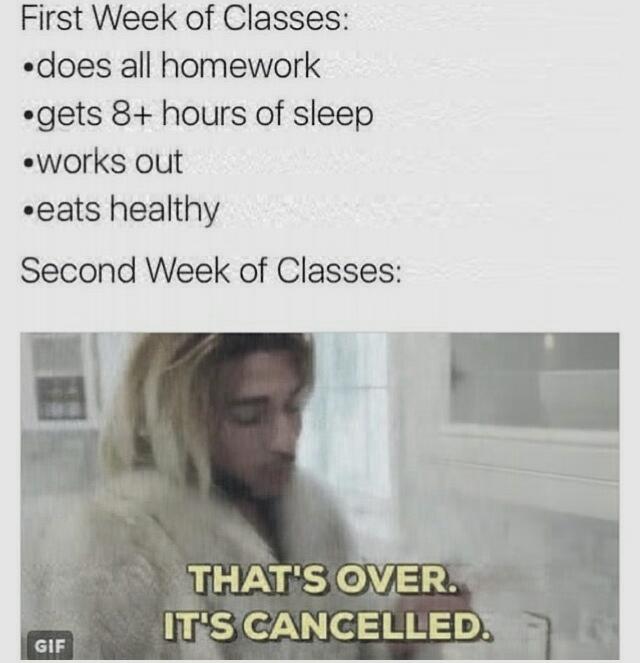 First Week of Classes:
•does all homework
•gets 8+ hours of sleep
•works out
•eats healthy
Second Week of Classes:
THAT'S OVER.
IT'S CANCELLED.
GIF